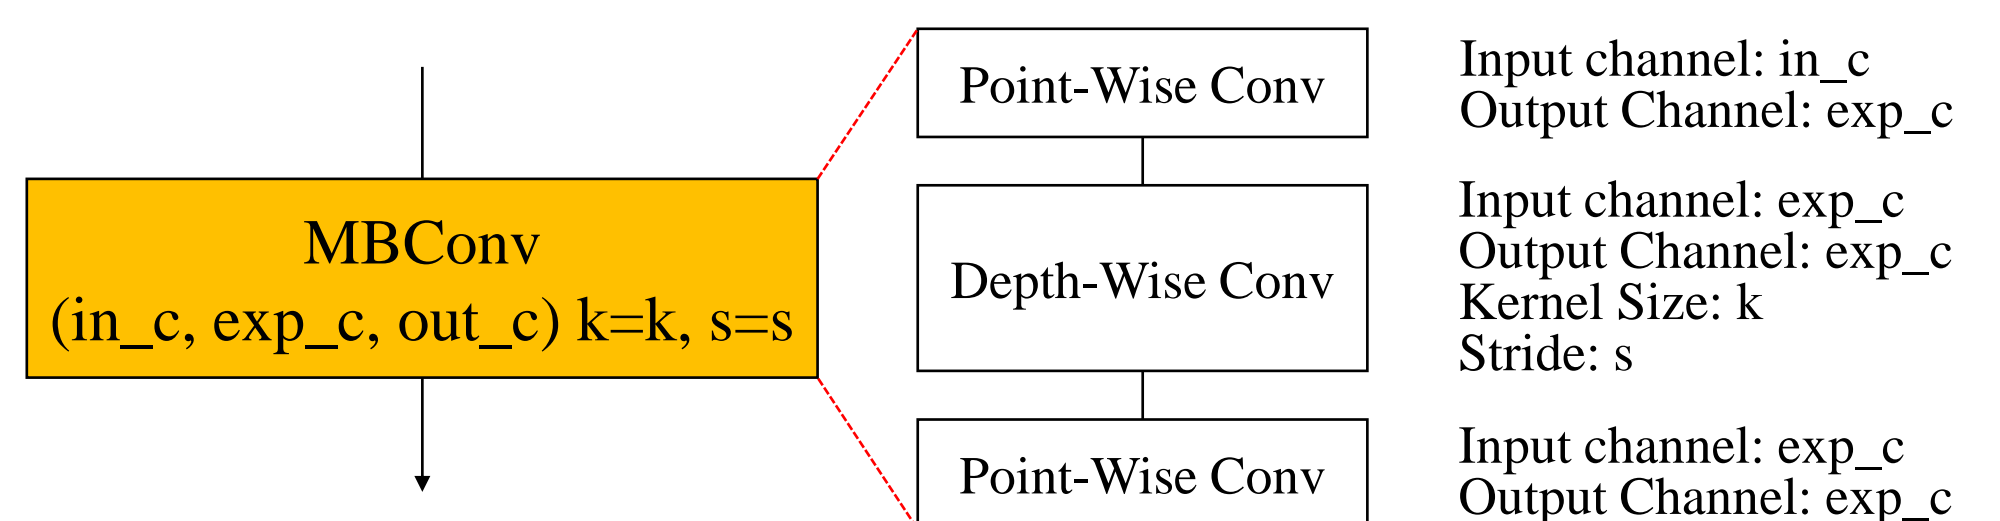 Point-Wise Conv
Input channel: in_c
Output Channel: exp_c
MBConv
(in_c, exp_c, out_c) k=k, s=s
Depth-Wise Conv
Input channel: exp_c
Output Channel: exp_c
Kernel Size: k
Stride: s
Point-Wise Conv
Input channel: exp_c
Output Channel: exp_c